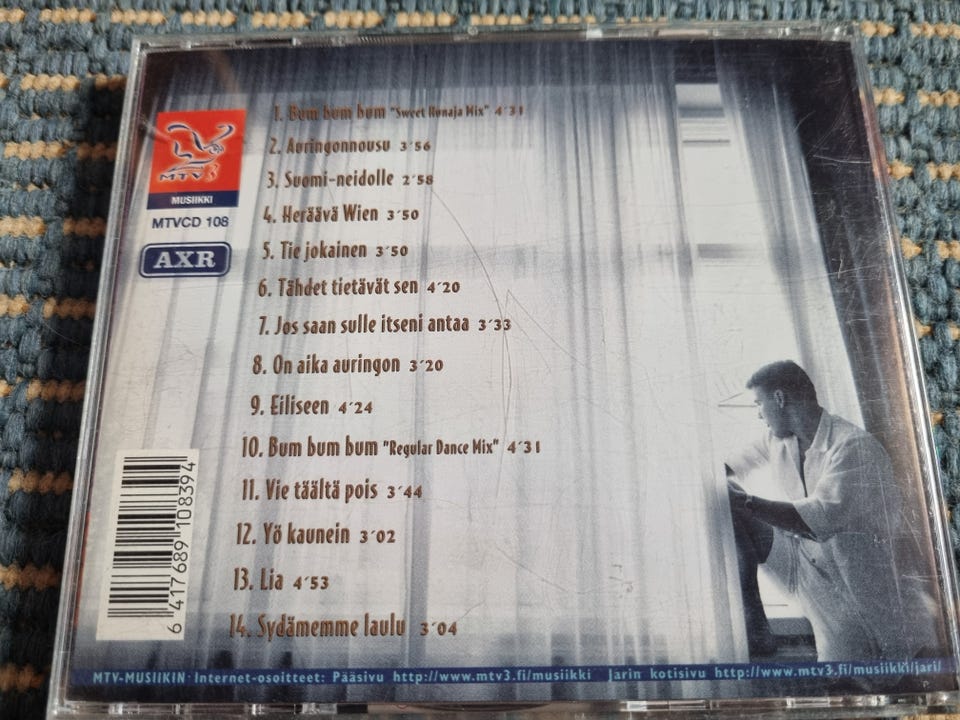 1. Bum bum bum "Sweet Hunaja Mix" 4´31
2. Auringonnousu 3´56
3. Suomi-neidolle 2´58
4. Heräävä Wien 3´50
5. Tie jokainen 3´50
6. Tähdet tietävät sen 4´20
7. Jos saan sulle itseni antaa 3´33
8. On aika auringon 3´20
9. Eiliseen 4´24
10. Bum bum bum "Regular Dance Mix" 4´31
11. Vie täältä pois 3´44
12. Yö kaunein 3´02
13. Lia 4´53
14. Sydämemme laulu 3´04
MTV3
MUSIIKKI
MTVCD 108
AXR
6 417689 108394
MTV-MUSIIKIN Internet-osoitteet: Pääsivu http://www.mtv3.fi/musiikki Jarin kotisivu http://www.mtv3.fi/musiikki/jari/